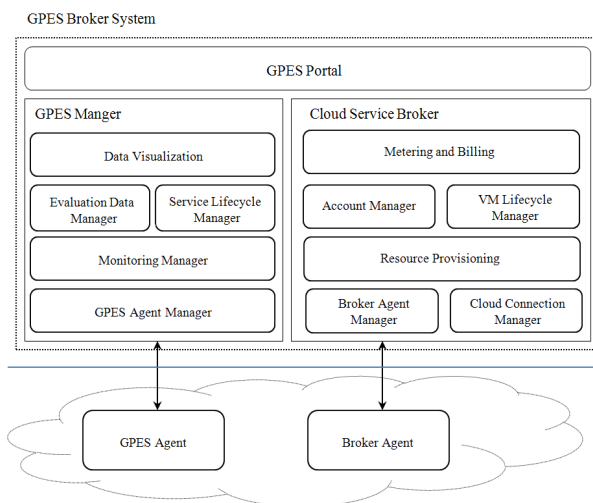 GPES Broker System
GPES Portal
GPES Manger
Data Visualization
Evaluation Data
Manager
Service Lifecycle
Manager
Monitoring Manager
GPES Agent Manager
Cloud Service Broker
Metering and Billing
Account Manager
VM Lifecycle
Manager
Resource Provisioning
Broker Agent
Manager
Cloud Connection
Manager
GPES Agent
Broker Agent